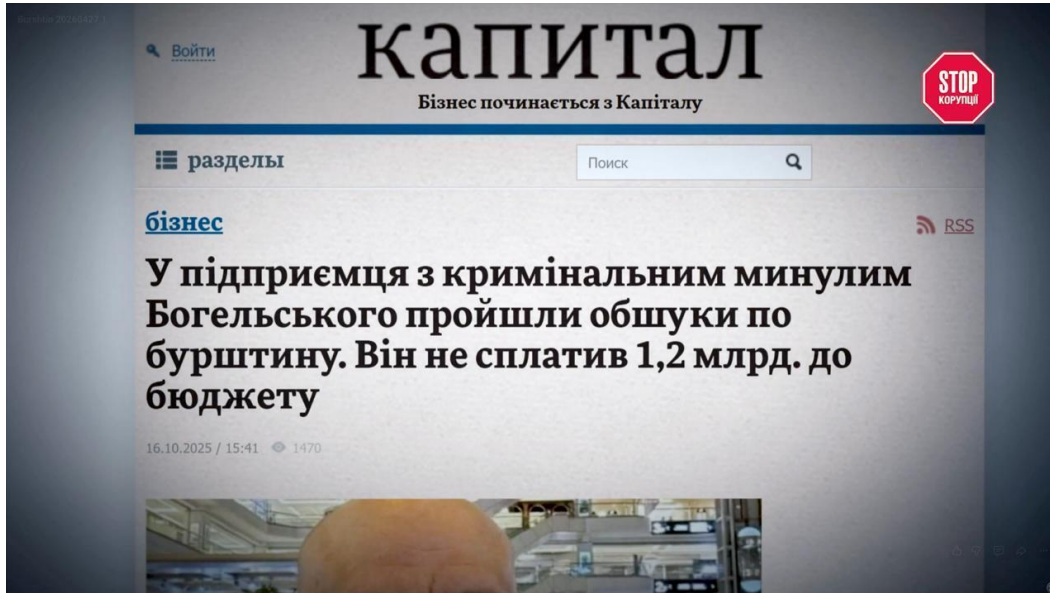 капитал
Войти
Бізнес починається з Капіталу
STOP
КОРУПЦІЇ
разделы
Поиск
бізнес
RSS
У підприємця з кримінальним минулим
Богельського пройшли обшуки по
бурштину. Він не сплатив 1,2 млрд. до
бюджету
16.10.2025 / 15:41 1470